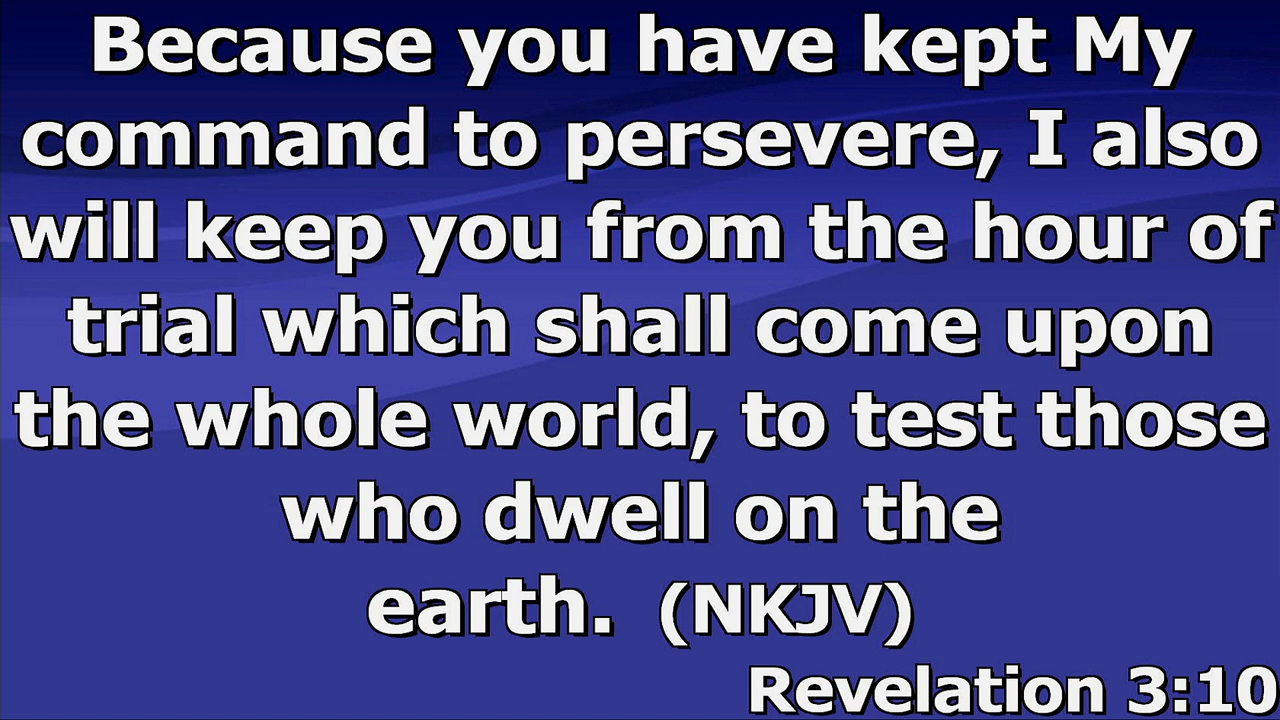 Because you have kept My
command to persevere, I also
will keep you from the hour of
trial which shall come upon
the whole world, to test those
who dwell on the
earth. (NKJV)
Revelation 3:10